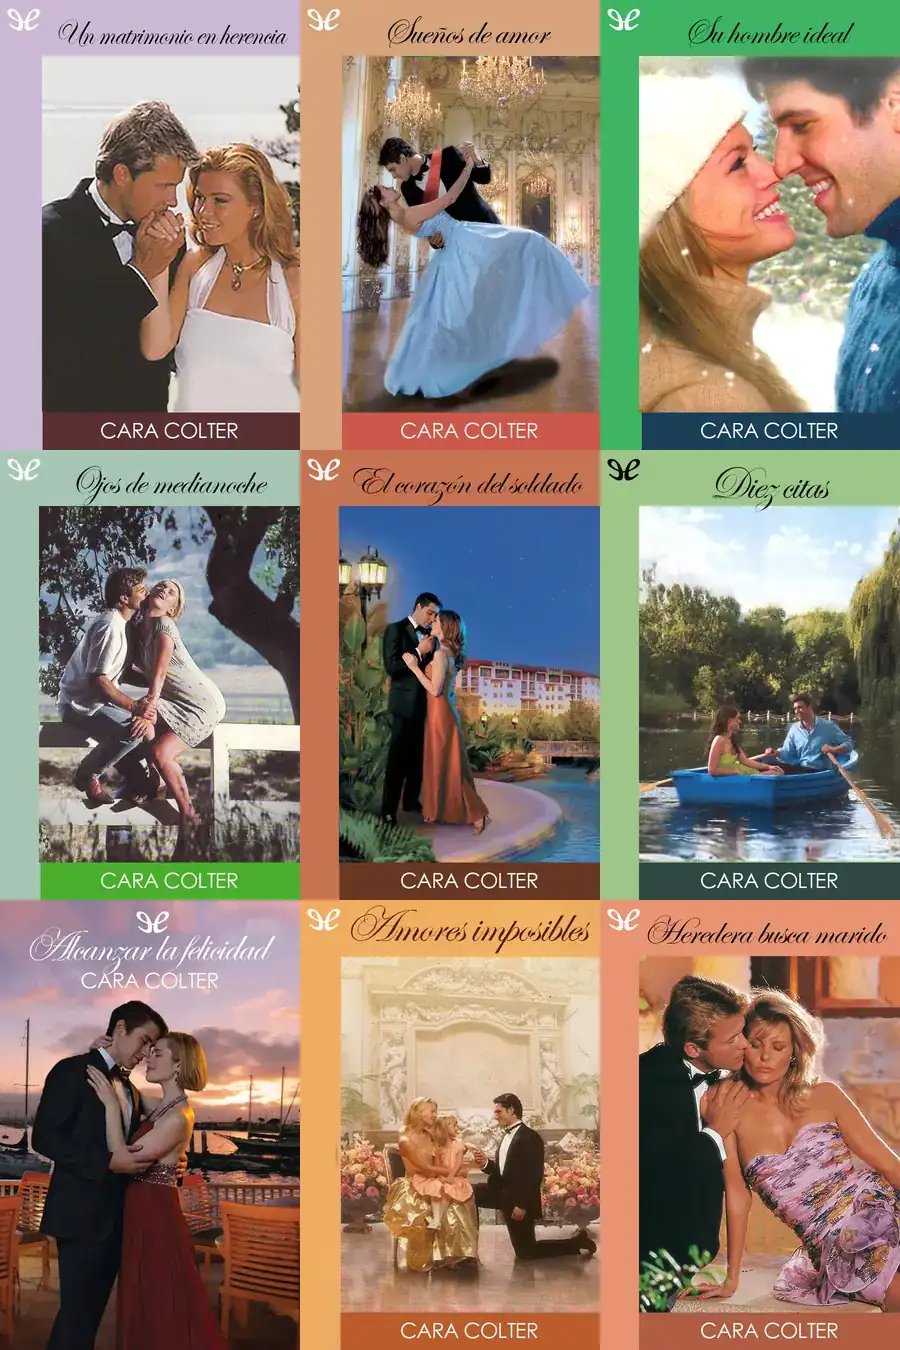 Un matrimonio en herencia
CARA COLTER
Sueños de amor
CARA COLTER
Su hombre ideal
CARA COLTER
Ojos de medianoche
CARA COLTER
El corazón del soldado
CARA COLTER
Diez citas
CARA COLTER
Alcanzar la felicidad
CARA COLTER
Amores imposibles
CARA COLTER
Heredera busca marido
CARA COLTER